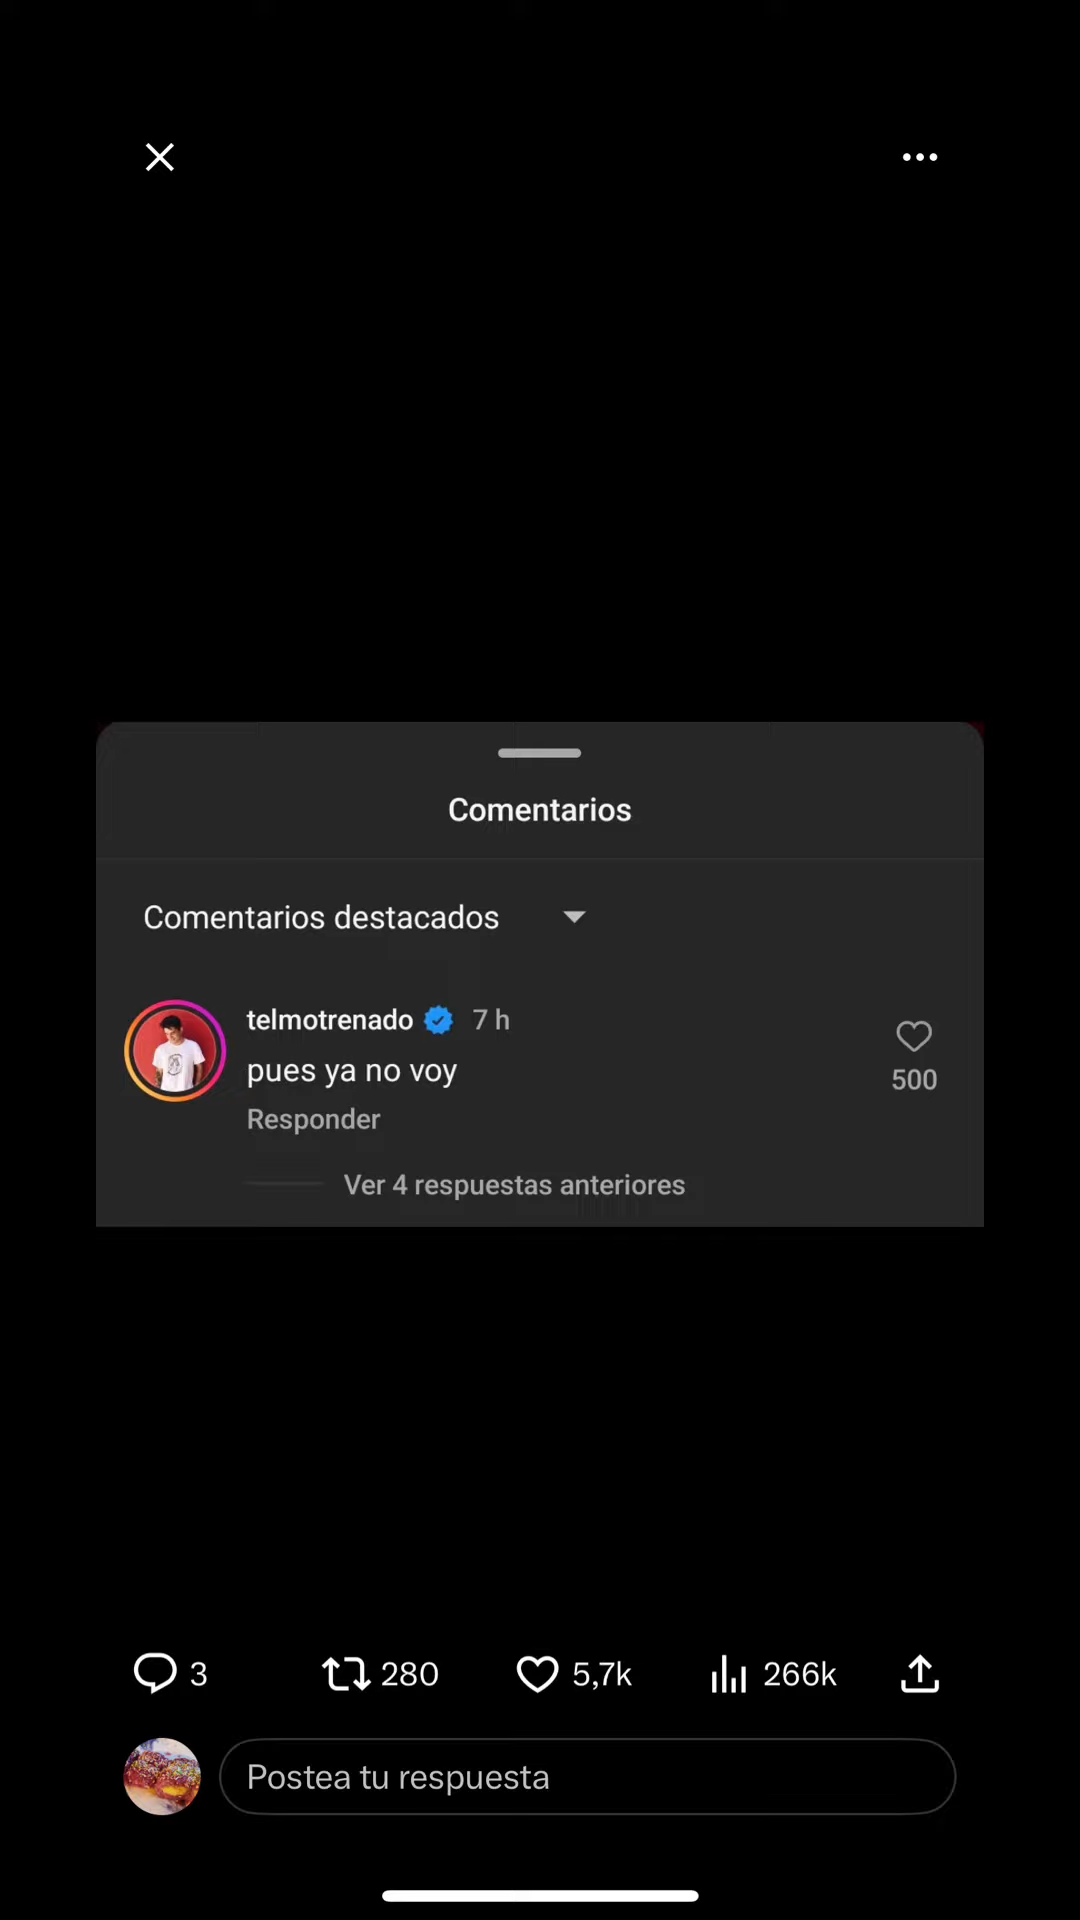 Comentarios
Comentarios destacados
telmotrenado 7 h
pues ya no voy
500
Responder
Ver 4 respuestas anteriores
3 280 5,7k 266k
Postea tu respuesta